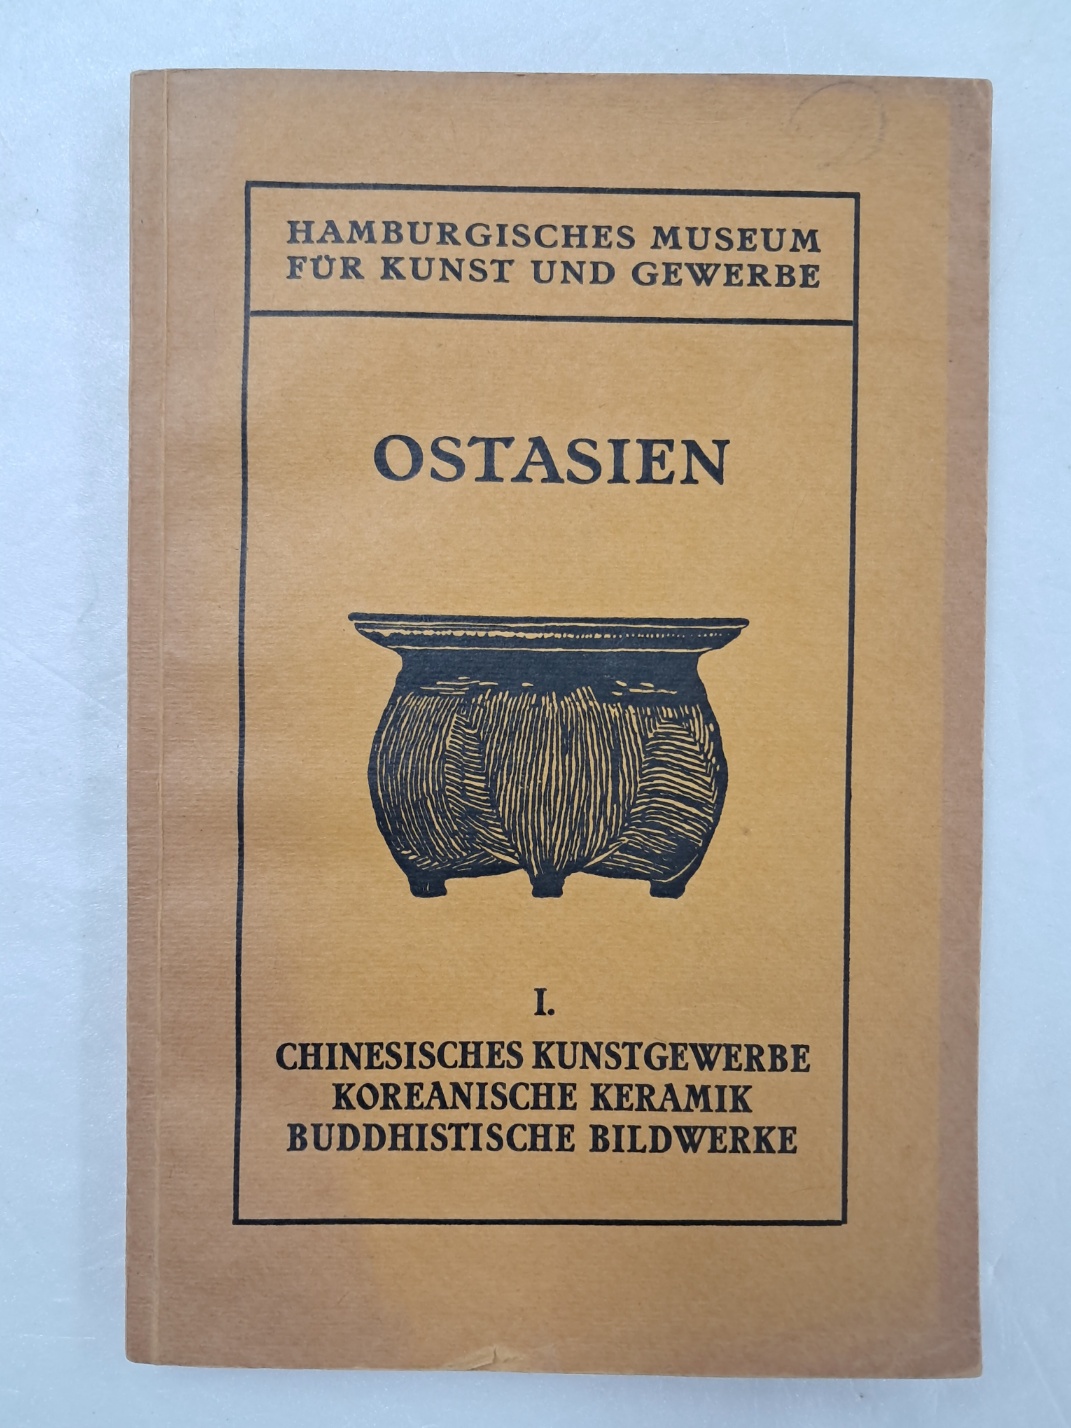 HAMBURGISCHES MUSEUM
FÜR KUNST UND GEWERBE
OSTASIEN
I.
CHINESISCHES KUNSTGEWERBE
KOREANISCHE KERAMIK
BUDDHISTISCHE BILDWERKE